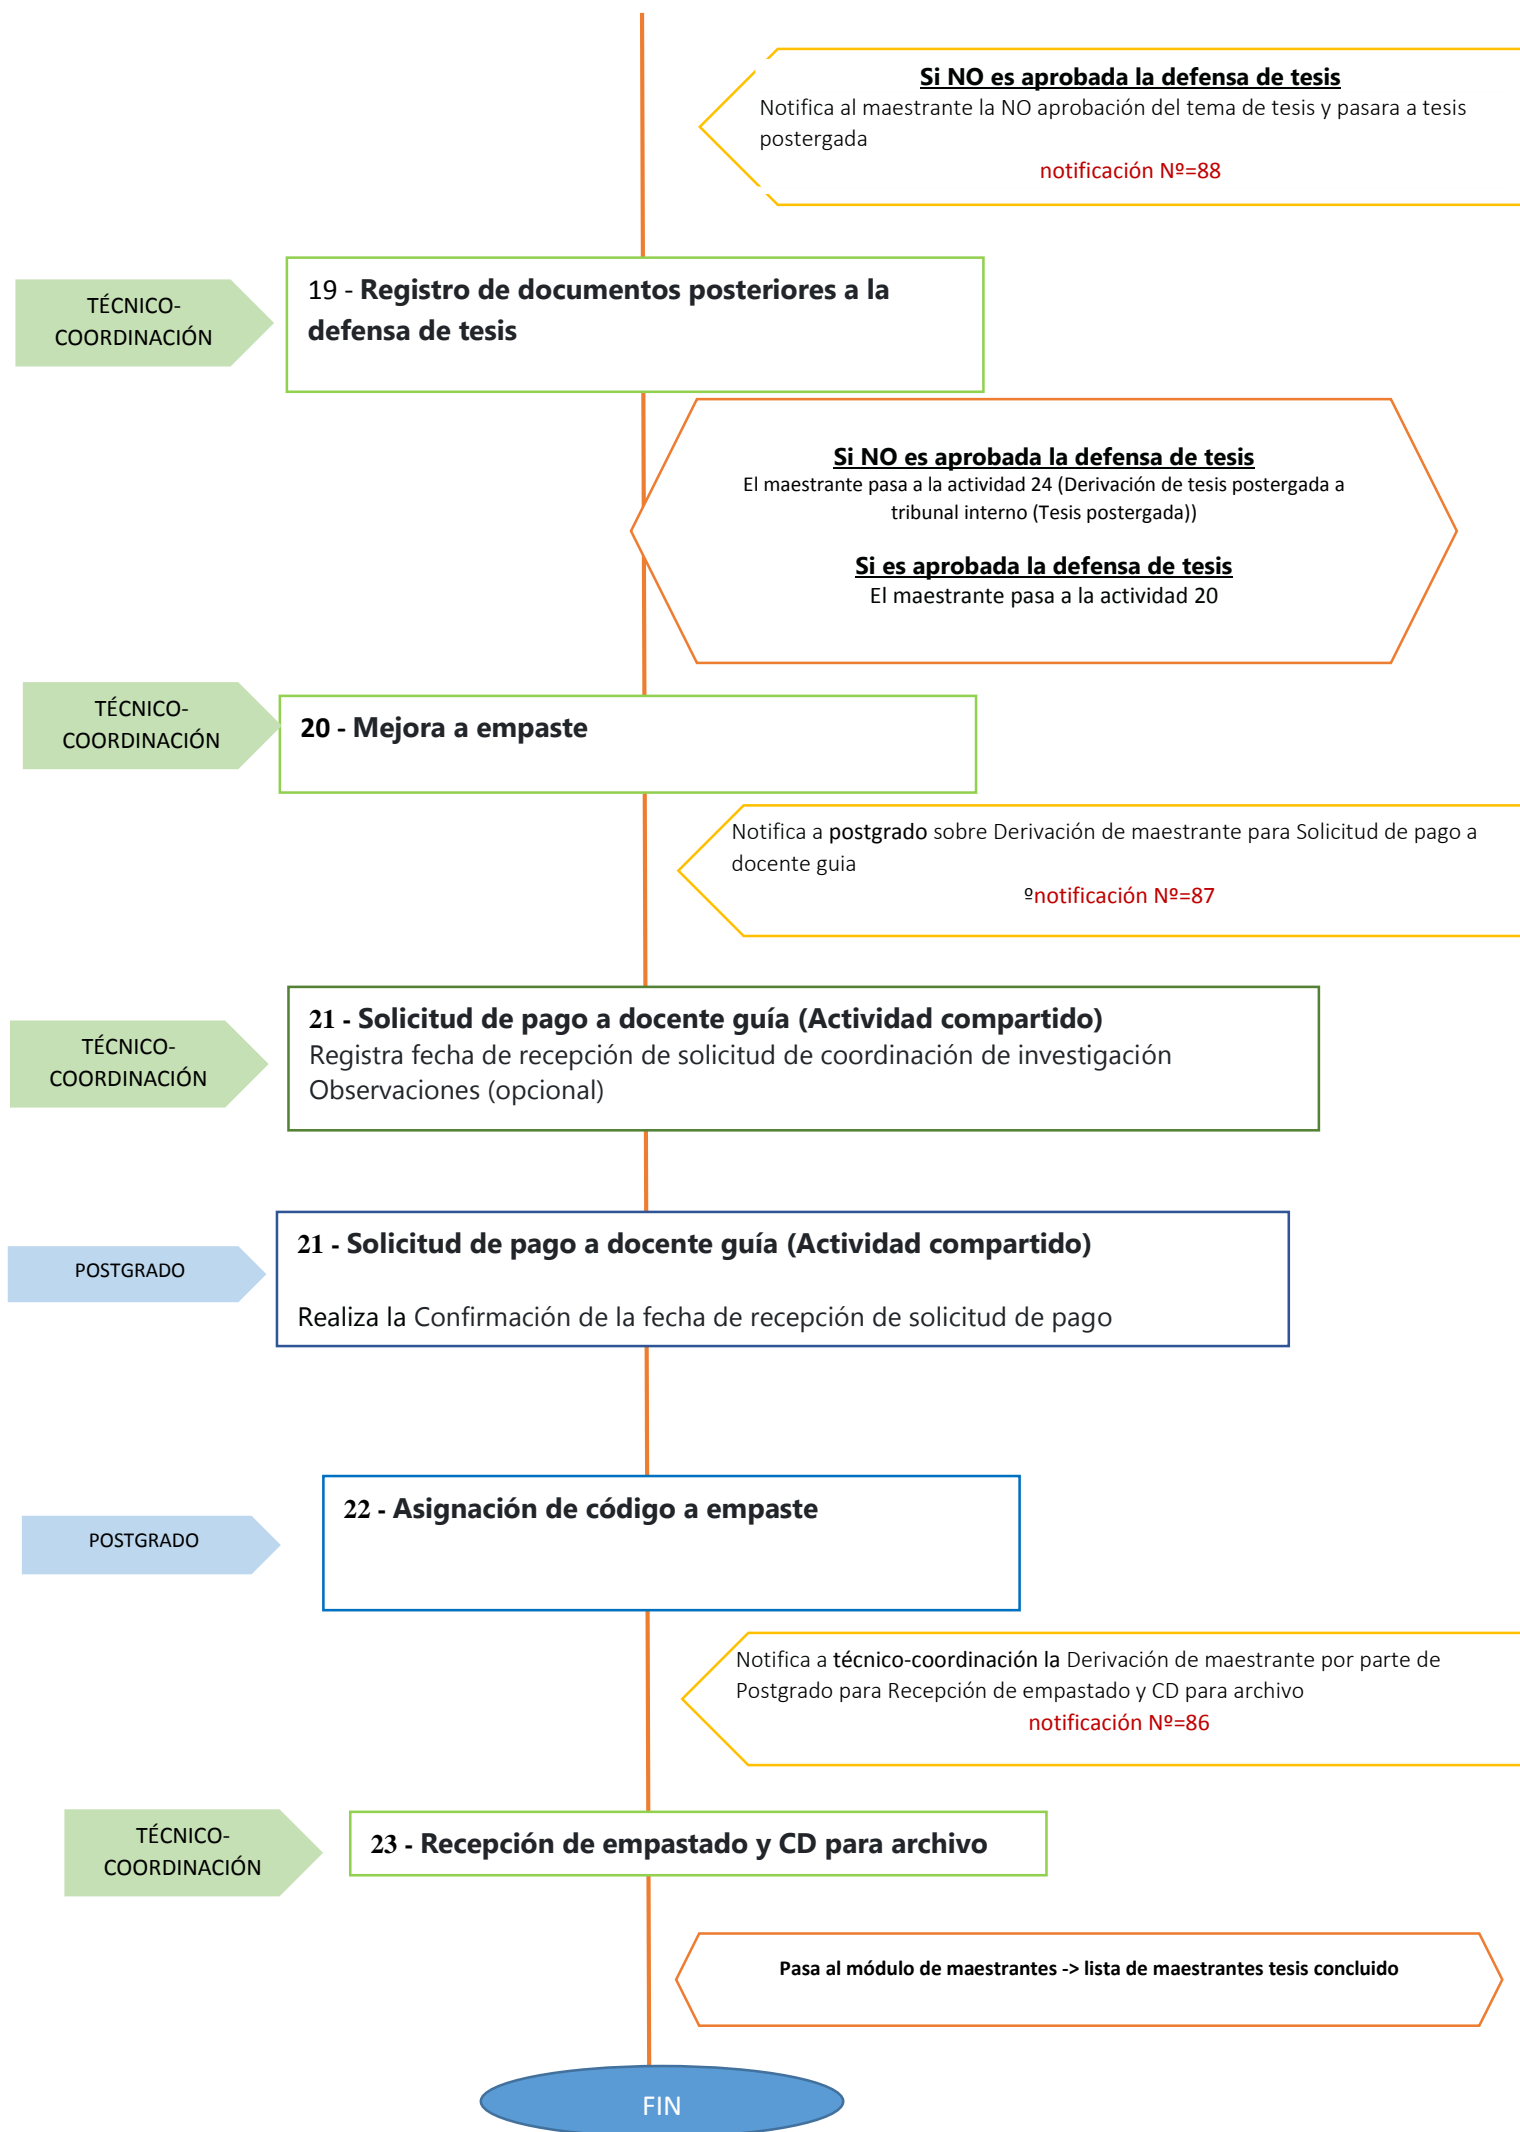 Si NO es aprobada la defensa de tesis
Notifica al maestrante la NO aprobación del tema de tesis y pasara a tesis
postergada
notificación Nº=88
TÉCNICO-
COORDINACIÓN
19 - Registro de documentos posteriores a la
defensa de tesis
Si NO es aprobada la defensa de tesis
El maestrante pasa a la actividad 24 (Derivación de tesis postergada a
tribunal interno (Tesis postergada))
Si es aprobada la defensa de tesis
El maestrante pasa a la actividad 20
TÉCNICO-
COORDINACIÓN
20 - Mejora a empaste
Notifica a postgrado sobre Derivación de maestrante para Solicitud de pago a
docente guia
ºnotificación Nº=87
TÉCNICO-
COORDINACIÓN
21 - Solicitud de pago a docente guía (Actividad compartido)
Registra fecha de recepción de solicitud de coordinación de investigación
Observaciones (opcional)
POSTGRADO
21 - Solicitud de pago a docente guía (Actividad compartido)
Realiza la Confirmación de la fecha de recepción de solicitud de pago
POSTGRADO
22 - Asignación de código a empaste
Notifica a técnico-coordinación la Derivación de maestrante por parte de
Postgrado para Recepción de empastado y CD para archivo
notificación Nº=86
TÉCNICO-
COORDINACIÓN
23 - Recepción de empastado y CD para archivo
Pasa al módulo de maestrantes -> lista de maestrantes tesis concluido
FIN